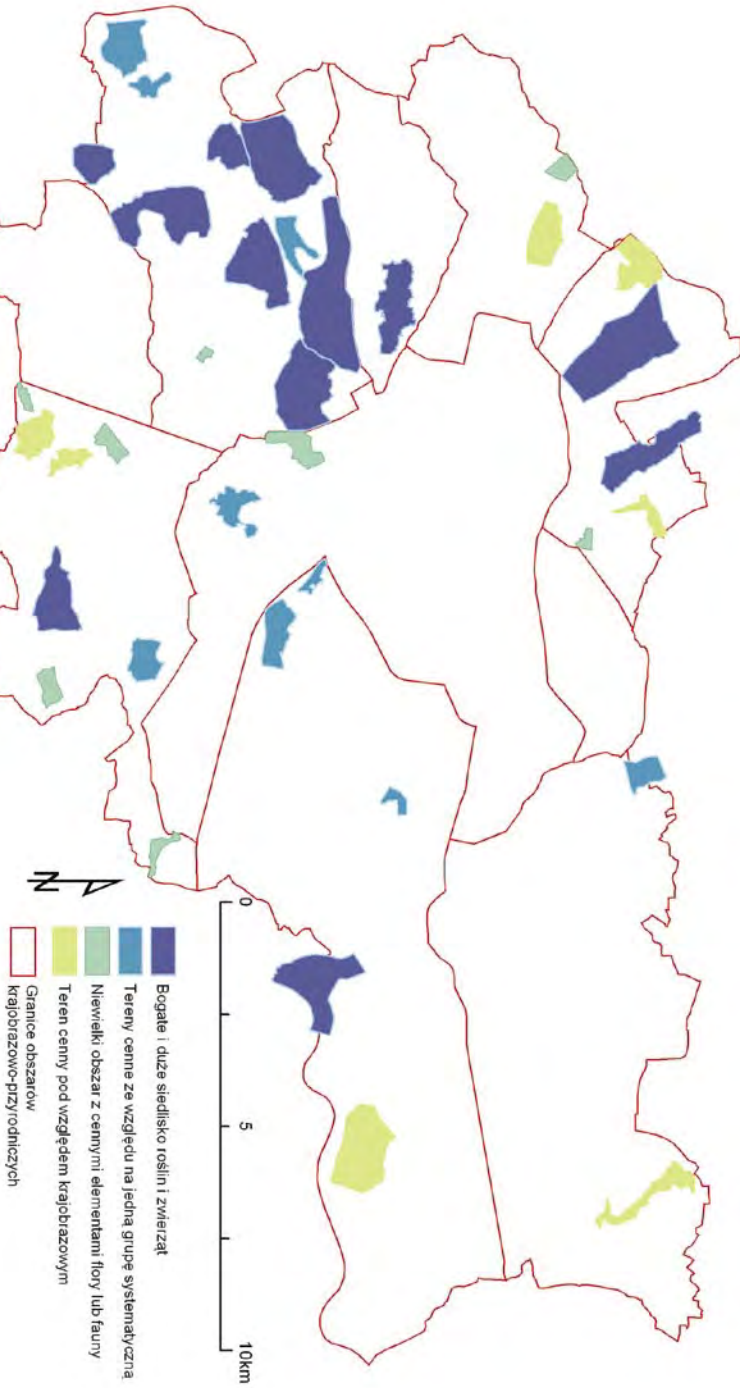 N
0
5
10km
Bogate i duże siedlisko roślin i zwierząt
Tereny cenne ze względu na jedną grupę systematyczną
Niewielki obszar z cennymi elementami flory lub fauny
Teren cenny pod względem krajobrazowym
Granice obszarów
krajobrazowo-przyrodniczych